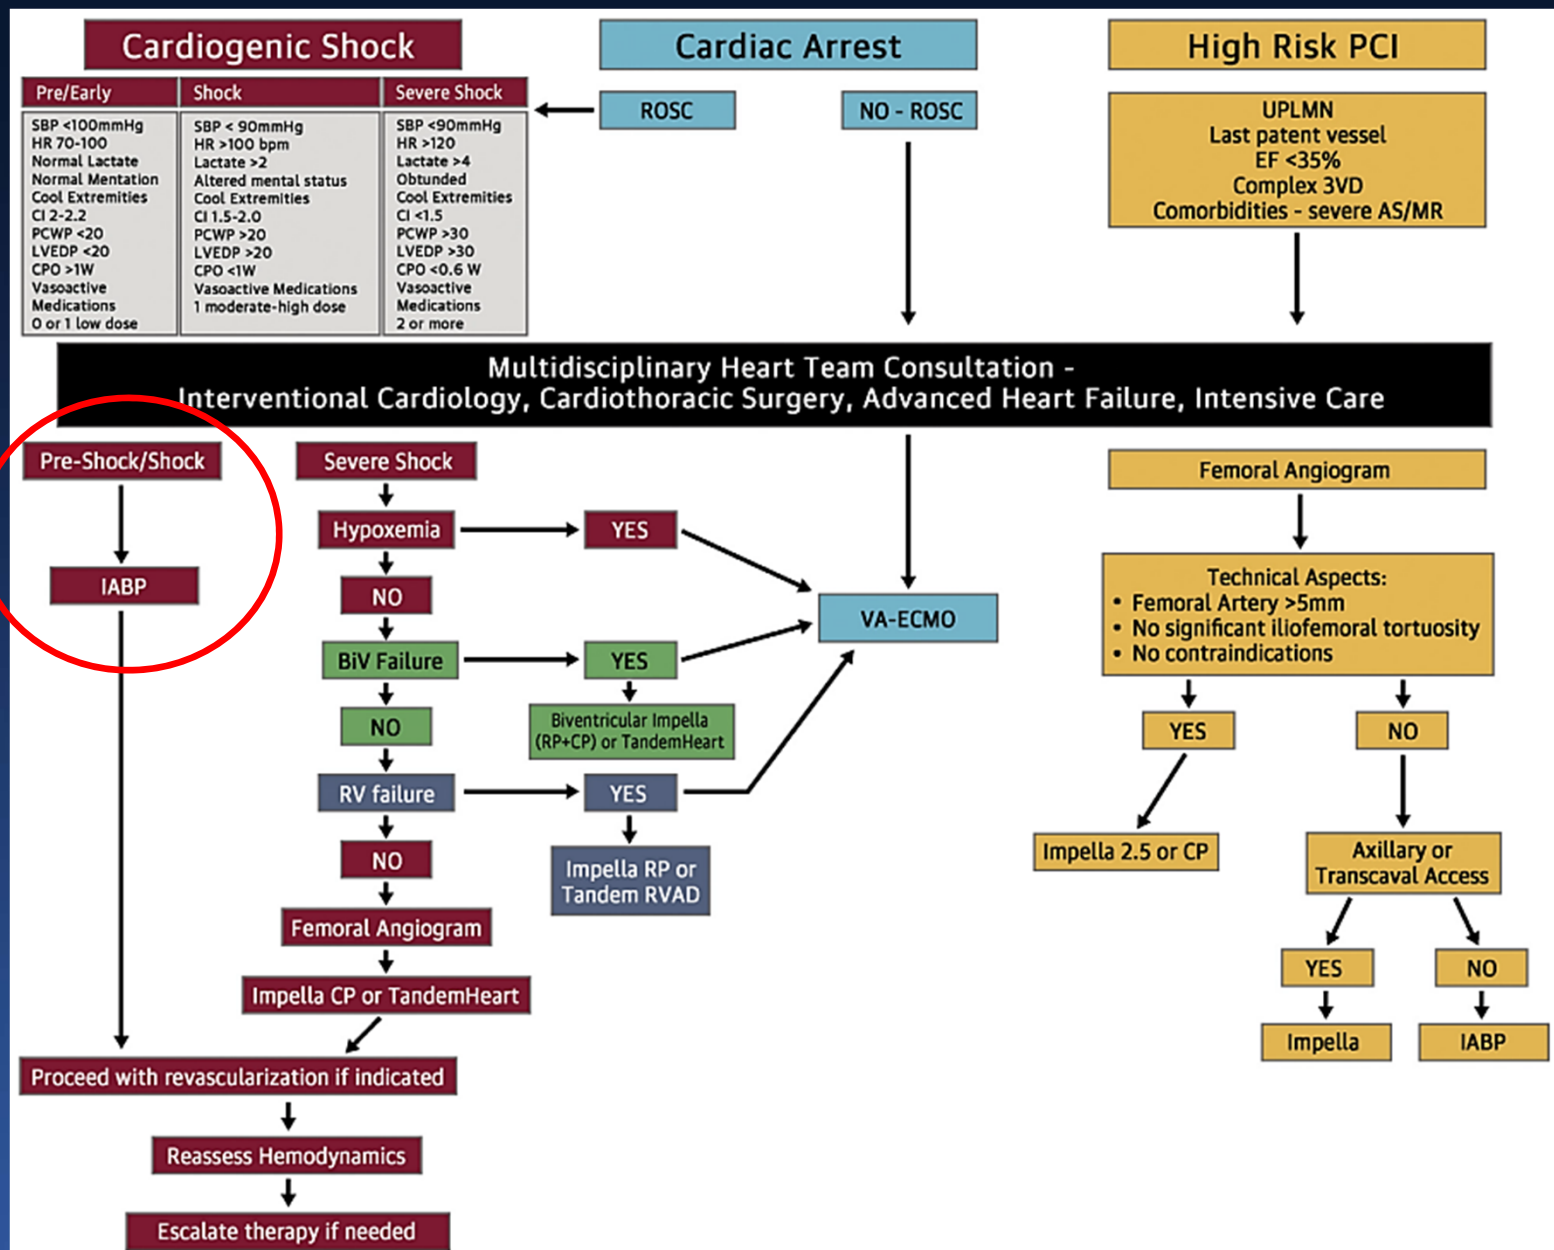 Cardiogenic Shock
Cardiac Arrest
High Risk PCI
Pre/Early
Shock
Severe Shock
SBP <100mmHg
HR 70-100
Normal Lactate
Normal Mentation
Cool Extremities
CI 2-2.2
PCWP <20
LVEDP <20
CPO >1W
Vasoactive
Medications
0 or 1 low dose
SBP < 90mmHg
HR >100 bpm
Lactate >2
Altered mental status
Cool Extremities
CI 1.5-2.0
PCWP >20
LVEDP >20
CPO <1W
Vasoactive Medications
1 moderate-high dose
SBP <90mmHg
HR >120
Lactate >4
Obtunded
Cool Extremities
CI <1.5
PCWP >30
LVEDP >30
CPO <0.6 W
Vasoactive
Medications
2 or more
ROSC
NO - ROSC
UPLMN
Last patent vessel
EF <35%
Complex 3VD
Comorbidities - severe AS/MR
Multidisciplinary Heart Team Consultation -
Interventional Cardiology, Cardiothoracic Surgery, Advanced Heart Failure, Intensive Care
Pre-Shock/Shock
IABP
Severe Shock
Hypoxemia
YES
NO
BiV Failure
YES
Biventricular Impella
(RP+CP) or TandemHeart
NO
RV failure
YES
Impella RP or
Tandem RVAD
NO
Femoral Angiogram
Impella CP or TandemHeart
Proceed with revascularization if indicated
Reassess Hemodynamics
Escalate therapy if needed
VA-ECMO
Femoral Angiogram
Technical Aspects:
• Femoral Artery >5mm
• No significant iliofemoral tortuosity
• No contraindications
YES
NO
Impella 2.5 or CP
Axillary or
Transcaval Access
YES
NO
Impella
IABP